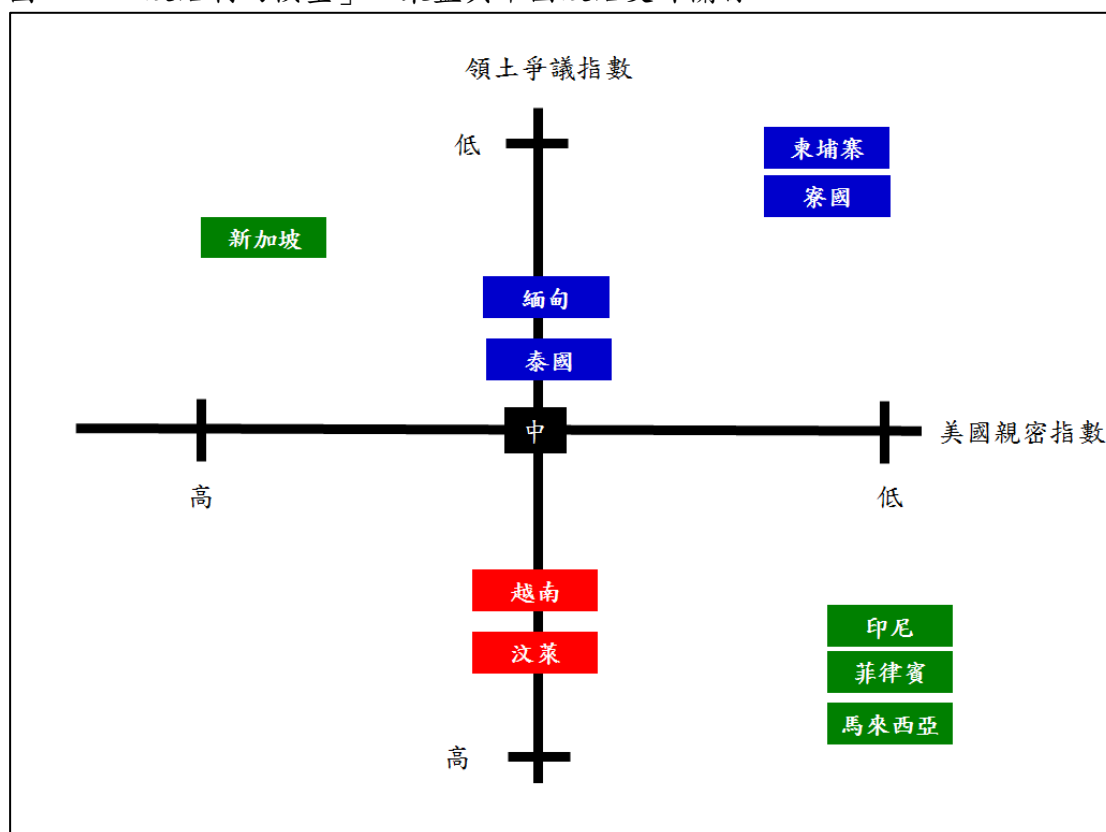 領土爭議指數
低
柬埔寨
寮國
新加坡
緬甸
泰國
中
美國親密指數
高
低
越南
汶萊
印尼
菲律賓
馬來西亞
高